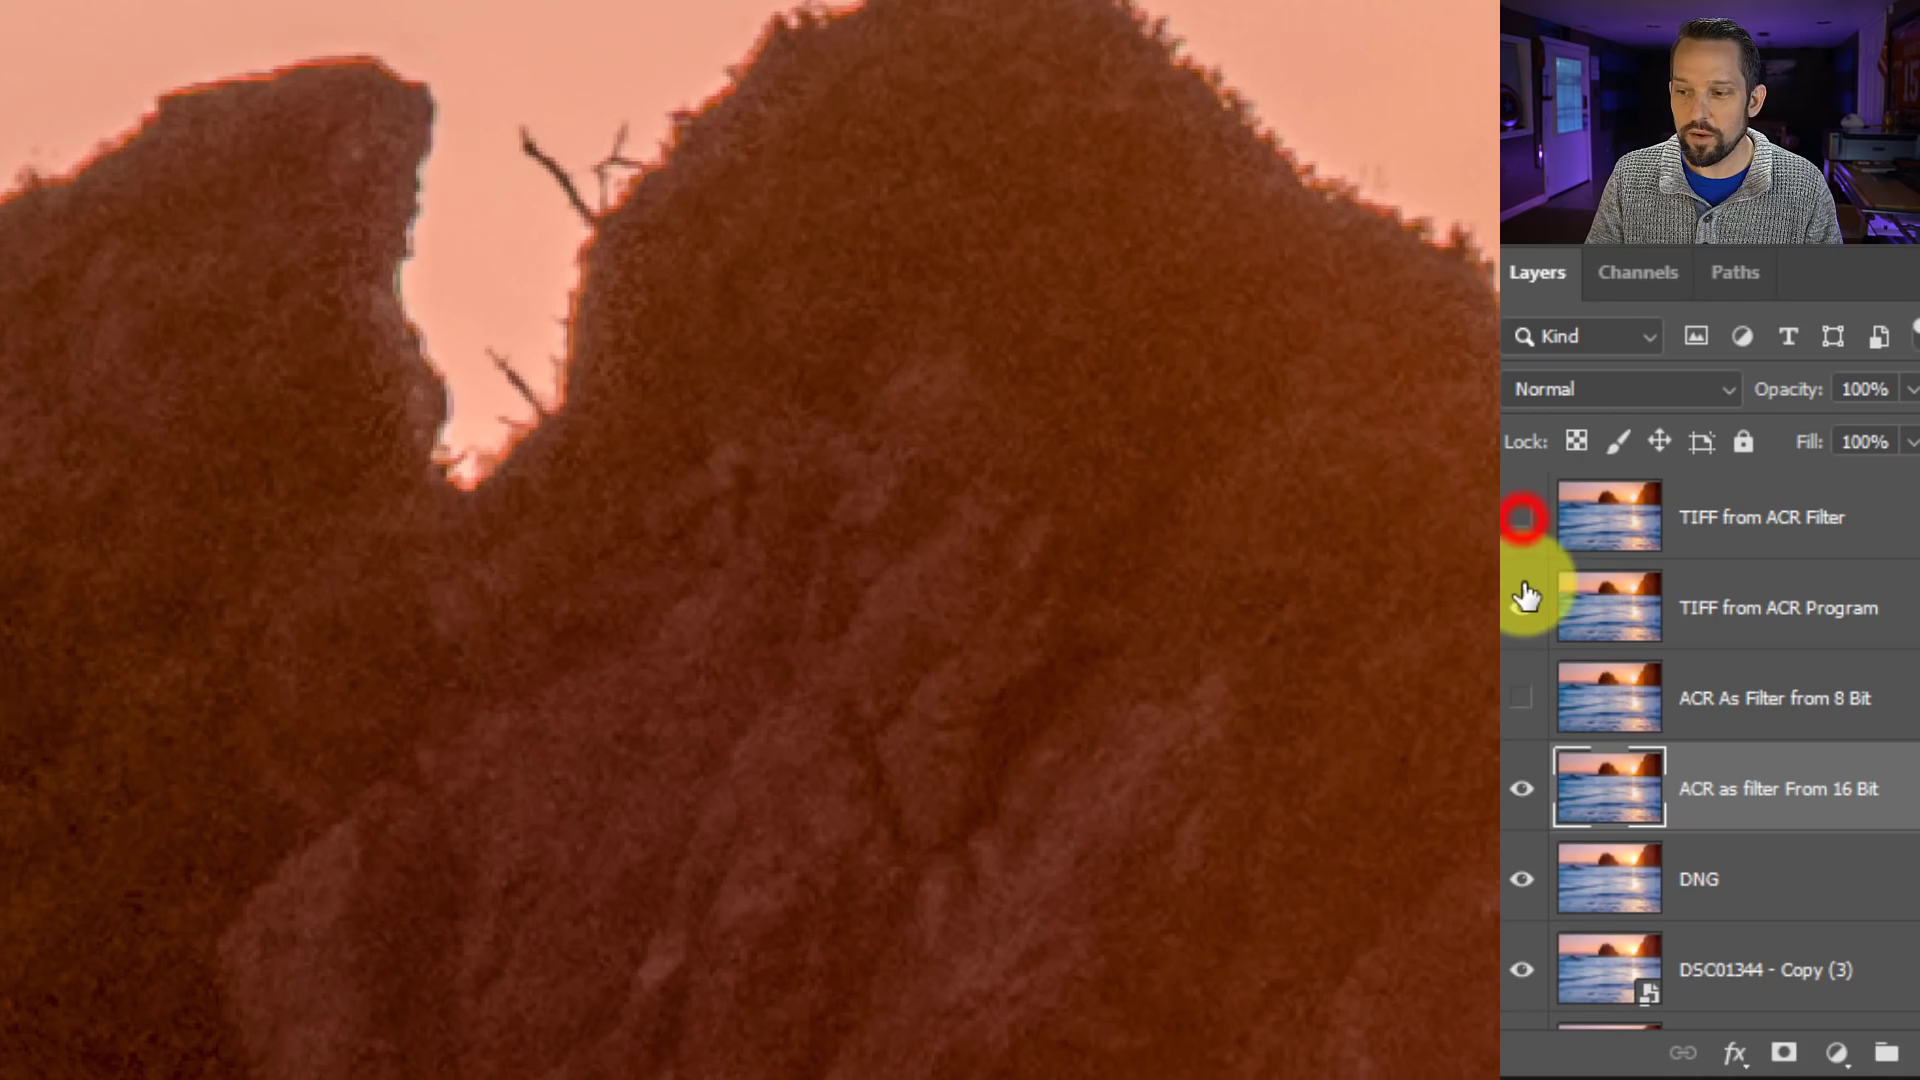 Layers Channels Paths
Kind
Normal Opacity: 100%
Lock: Fill: 100%
TIFF from ACR Filter
TIFF from ACR Program
ACR As Filter from 8 Bit
ACR as filter From 16 Bit
DNG
DSC01344 - Copy (3)
fx